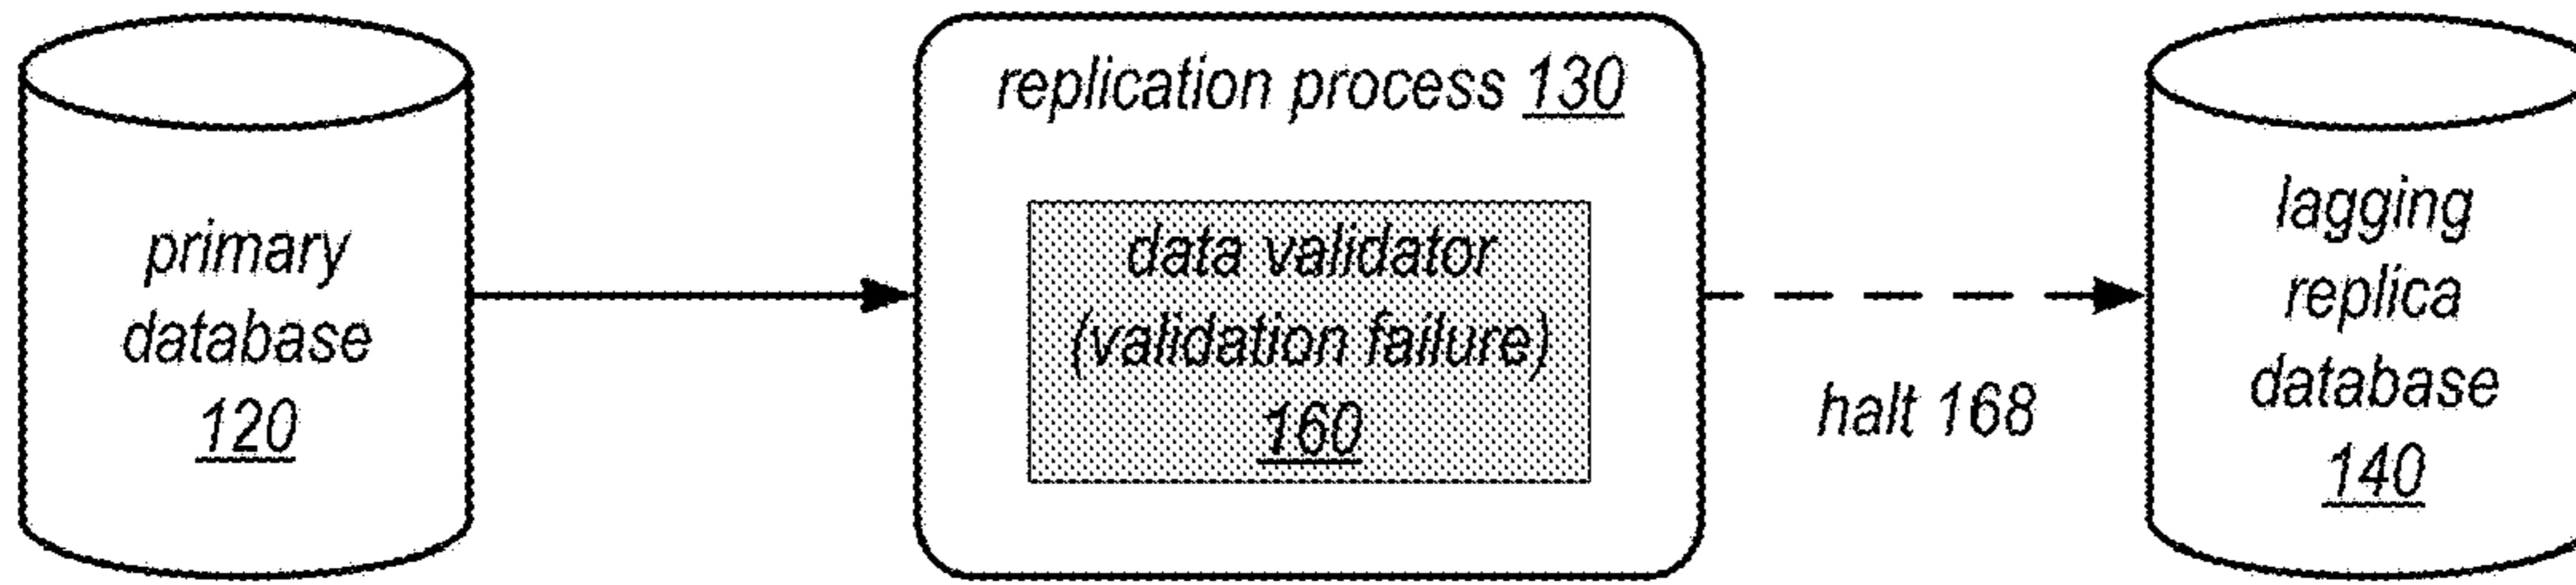 primary
database
120
replication process 130
data validator
(validation failure)
160
halt 168
lagging
replica
database
140